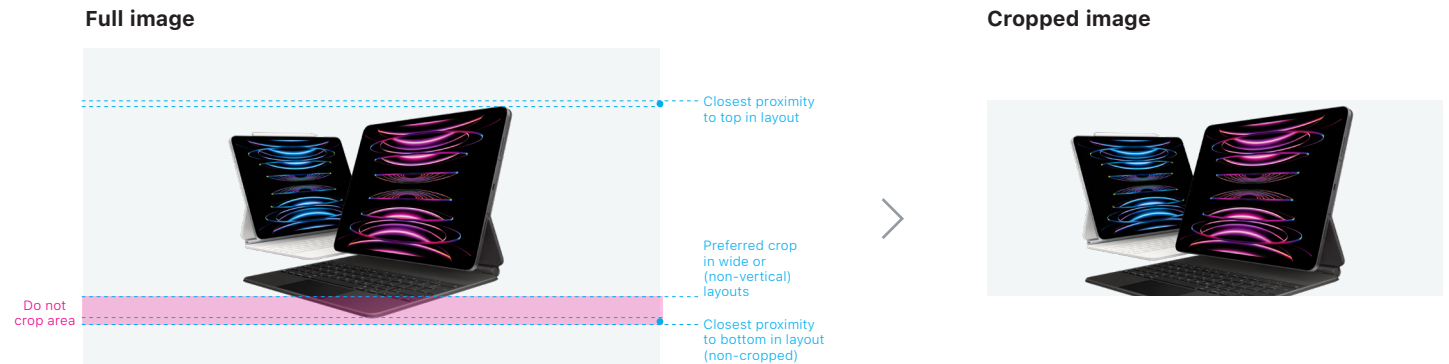 Full image
Cropped image
Closest proximity
to top in layout
Preferred crop
in wide or
(non-vertical)
layouts
Do not
crop area
Closest proximity
to bottom in layout
(non-cropped)